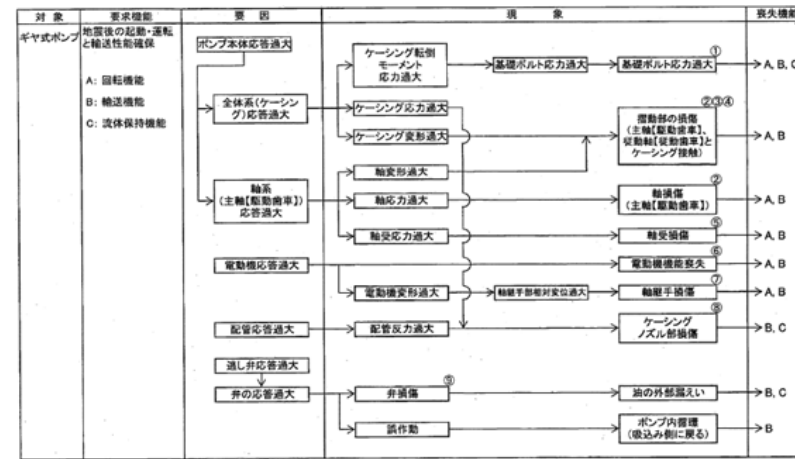 対 象
要求機能
要 因
現 象
喪失機能
ギヤ式ポンプ
地震後の起動・運転
と輸送性能確保
A: 回転機能
B: 輸送機能
C: 流体保持機能
ポンプ本体応答過大
全体系(ケーシン
グ)応答過大
軸系
(主軸【駆動歯車】)
応答過大
電動機応答過大
配管応答過大
逃し弁応答過大
弁の応答過大
ケーシング転倒
モーメント
応力過大
基礎ボルト応力過大
①
基礎ボルト応力過大
A, B, C
ケーシング応力過大
ケーシング変形過大
②③④
摺動部の損傷
(主軸【駆動歯車】、
従動軸【従動歯車】と
ケーシング接触)
A, B
軸変形過大
軸応力過大
②
軸損傷
(主軸【駆動歯車】)
A, B
軸受応力過大
⑤
軸受損傷
A, B
⑥
電動機機能喪失
A, B
電動機変形過大
軸継手部相対変位過大
⑦
軸継手損傷
A, B
配管反力過大
⑧
ケーシング
ノズル部損傷
B, C
⑨
弁損傷
油の外部漏えい
B, C
誤作動
ポンプ内循環
(吸込み側に戻る)
B